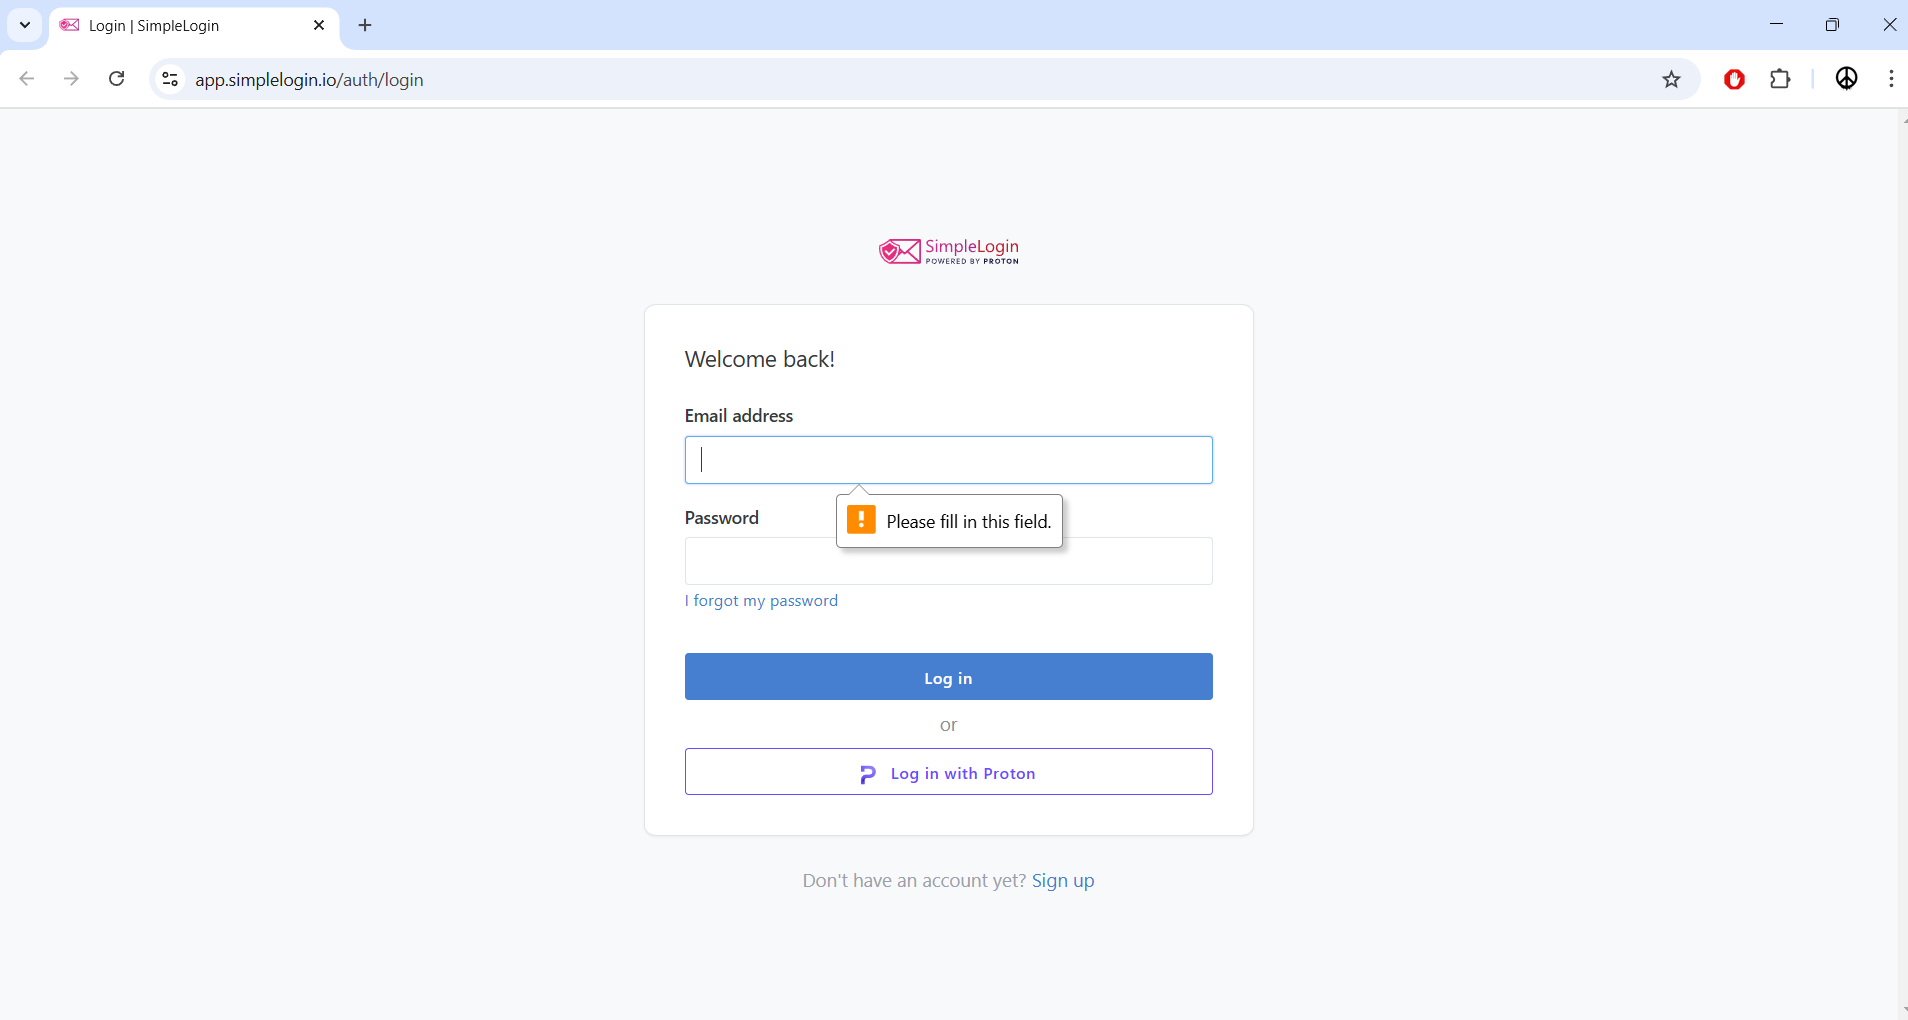 Login | SimpleLogin
app.simplelogin.io/auth/login
SimpleLogin
POWERED BY PROTON
Welcome back!
Email address
Please fill in this field.
Password
I forgot my password
Log in
or
Log in with Proton
Don't have an account yet? Sign up